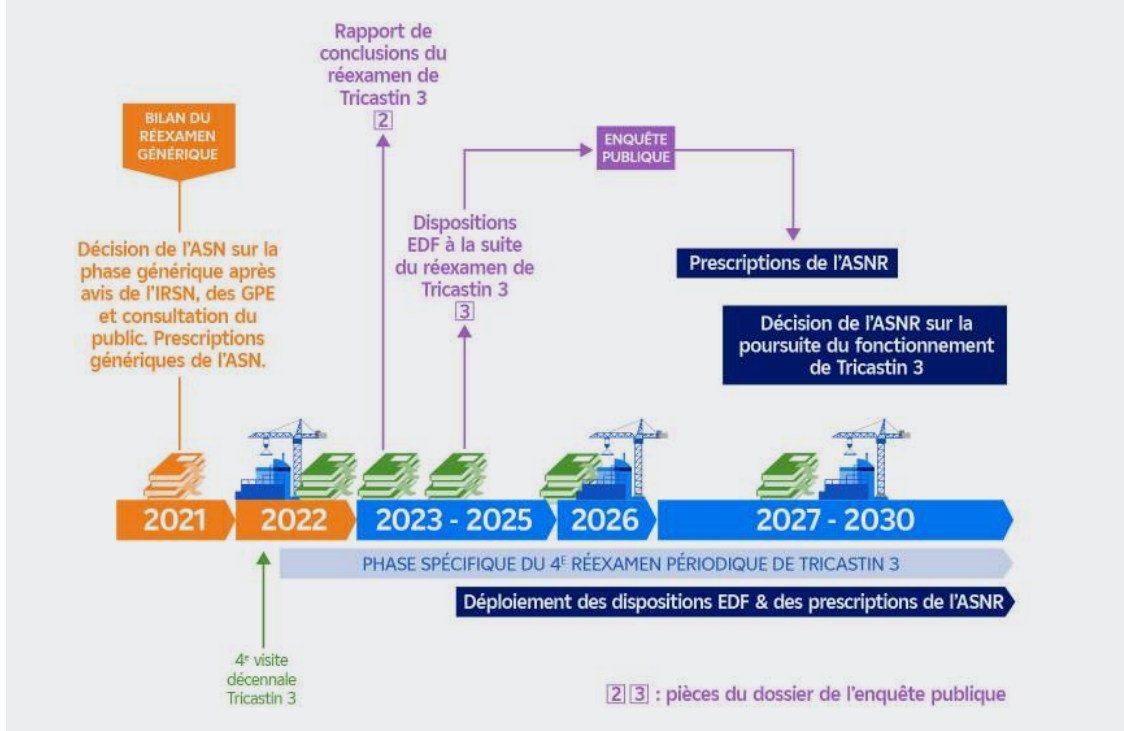 Rapport de
conclusions du
réexamen de
Tricastin 3
2
BILAN DU
RÉEXAMEN
GÉNÉRIQUE
ENQUÊTE
PUBLIQUE
Décision de l'ASN sur la
phase générique après
avis de l'IRSN, des GPE
et consultation du
public. Prescriptions
génériques de l'ASN.
Dispositions
EDF à la suite
du réexamen de
Tricastin 3
3
Prescriptions de l'ASNR
Décision de l'ASNR sur la
poursuite du fonctionnement
de Tricastin 3
2021
2022
2023 - 2025
2026
2027 - 2030
PHASE SPÉCIFIQUE DU 4E RÉEXAMEN PÉRIODIQUE DE TRICASTIN 3
Déploiement des dispositions EDF & des prescriptions de l'ASNR
4e visite
décennale
Tricastin 3
2 3 : pièces du dossier de l'enquête publique